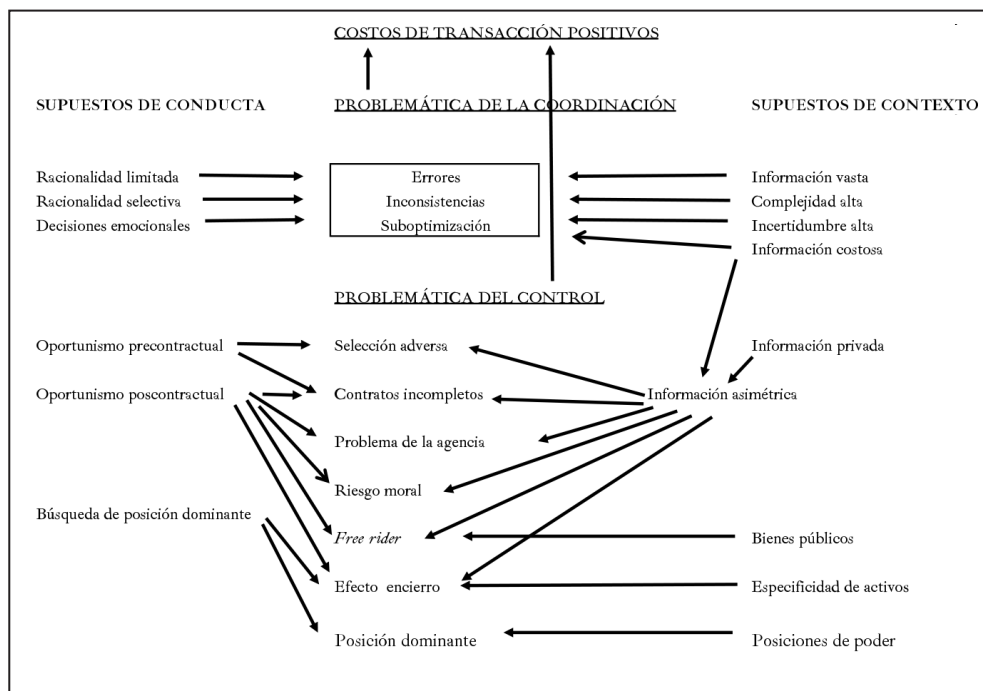 COSTOS DE TRANSACCIÓN POSITIVOS
SUPUESTOS DE CONDUCTA PROBLEMÁTICA DE LA COORDINACIÓN SUPUESTOS DE CONTEXTO
Racionalidad limitada Errores Información vasta
Racionalidad selectiva Inconsistencias Complejidad alta
Decisiones emocionales Suboptimización Incertidumbre alta
Información costosa
PROBLEMÁTICA DEL CONTROL
Oportunismo precontractual Selección adversa Información privada
Oportunismo poscontractual Contratos incompletos Información asimétrica
Problema de la agencia
Riesgo moral
Búsqueda de posición dominante
Free rider Bienes públicos
Efecto encierro Especificidad de activos
Posición dominante Posiciones de poder